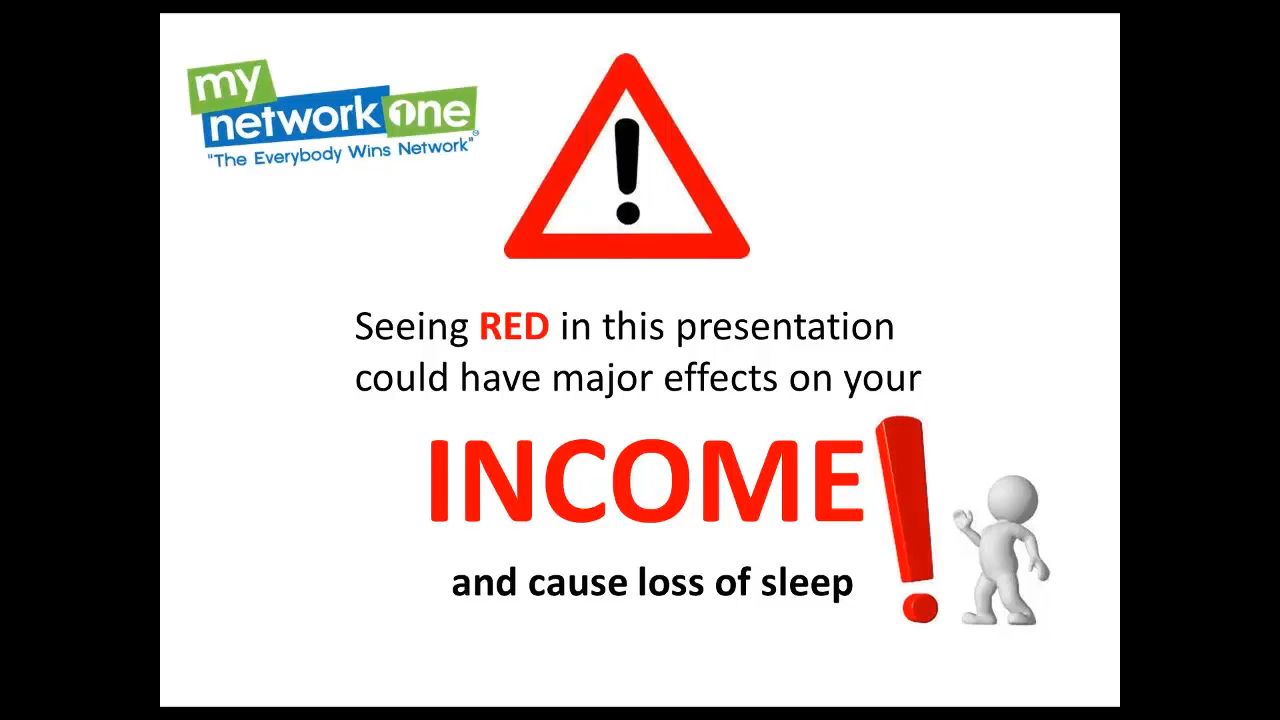 my
network one
"The Everybody Wins Network"
Seeing RED in this presentation
could have major effects on your
INCOME!
and cause loss of sleep